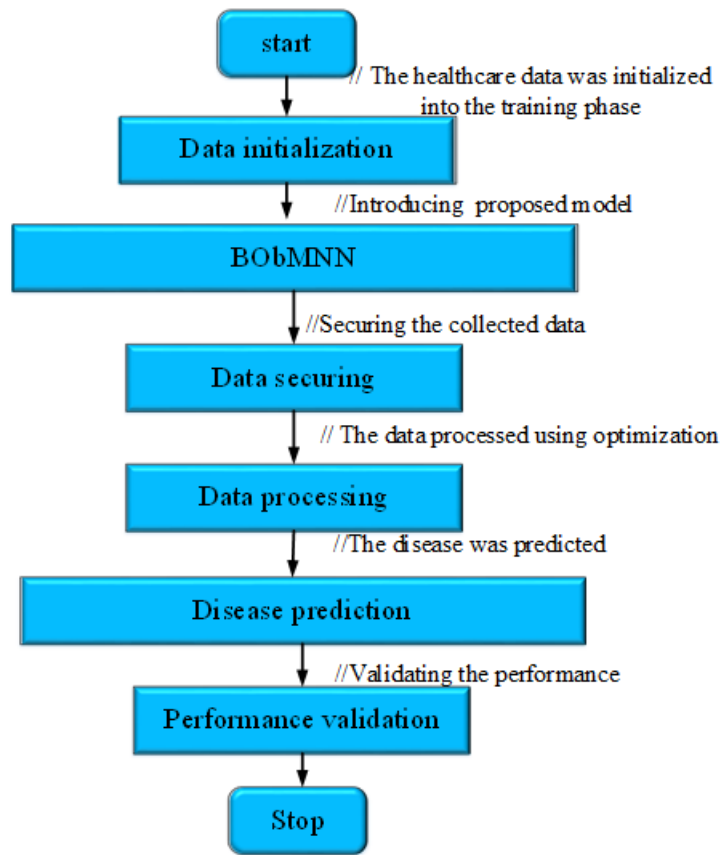 start
// The healthcare data was initialized
into the training phase
Data initialization
//Introducing proposed model
BObMNN
//Securing the collected data
Data securing
// The data processed using optimization
Data processing
//The disease was predicted
Disease prediction
//Validating the performance
Performance validation
Stop